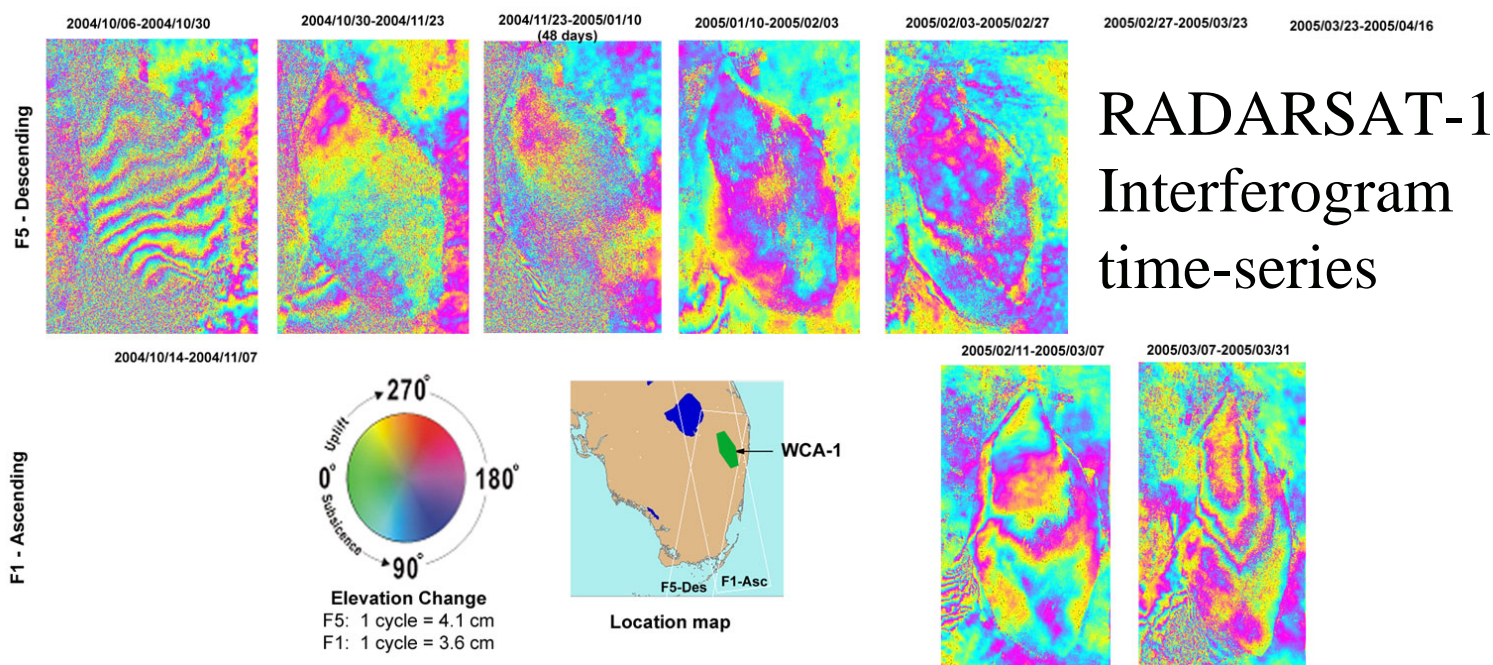 2004/10/06-2004/10/30
2004/10/30-2004/11/23
2004/11/23-2005/01/10
(48 days)
2005/01/10-2005/02/03
2005/02/03-2005/02/27
2005/02/27-2005/03/23
2005/03/23-2005/04/16
F5 - Descending
RADARSAT-1
Interferogram
time-series
2004/10/14-2004/11/07
2005/02/11-2005/03/07
2005/03/07-2005/03/31
F1 - Ascending
270°
Uplift
0°
180°
Subsicence
90°
Elevation Change
F5: 1 cycle = 4.1 cm
F1: 1 cycle = 3.6 cm
WCA-1
F5-Des
F1-Asc
Location map